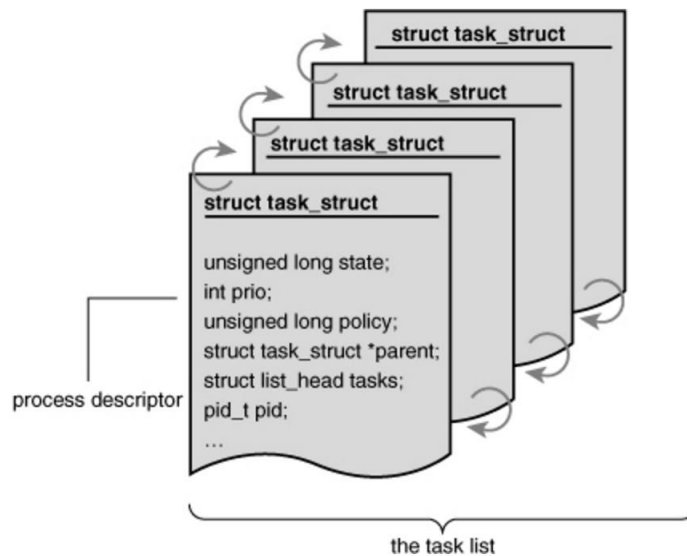 struct task_struct
struct task_struct
struct task_struct
struct task_struct
unsigned long state;
int prio;
unsigned long policy;
struct task_struct *parent;
struct list_head tasks;
pid_t pid;
...
process descriptor
the task list